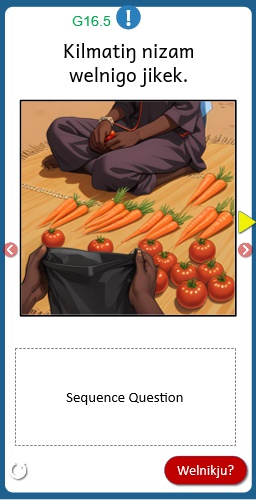 G16.5 !
Kilmatiŋ nizam
welnigo jikek.
Sequence Question
Welnikju?